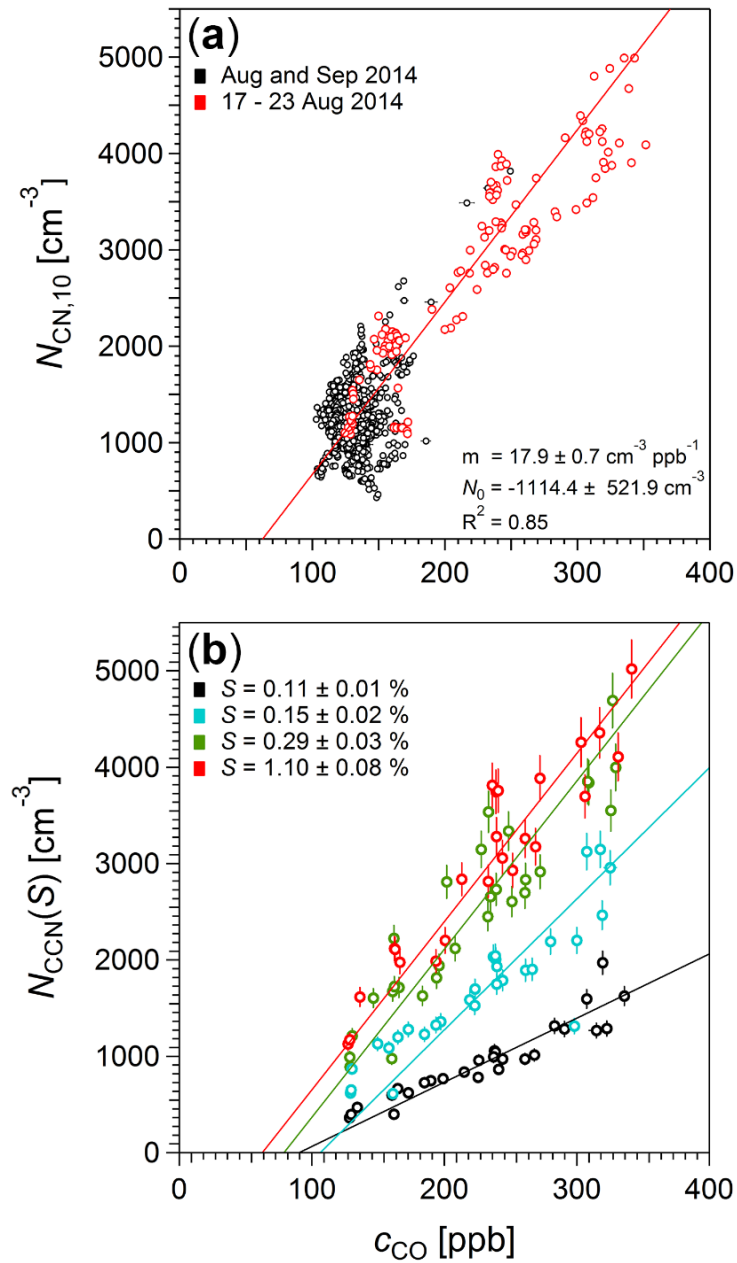 (a)
Aug and Sep 2014
17 - 23 Aug 2014
5000
4000
3000
2000
1000
0
N_CN,10 [cm⁻³]
m = 17.9 ± 0.7 cm⁻³ ppb⁻¹
N₀ = -1114.4 ± 521.9 cm⁻³
R² = 0.85
0 100 200 300 400
(b)
S = 0.11 ± 0.01 %
S = 0.15 ± 0.02 %
S = 0.29 ± 0.03 %
S = 1.10 ± 0.08 %
5000
4000
3000
2000
1000
0
N_CCN(S) [cm⁻³]
0 100 200 300 400
c_CO [ppb]